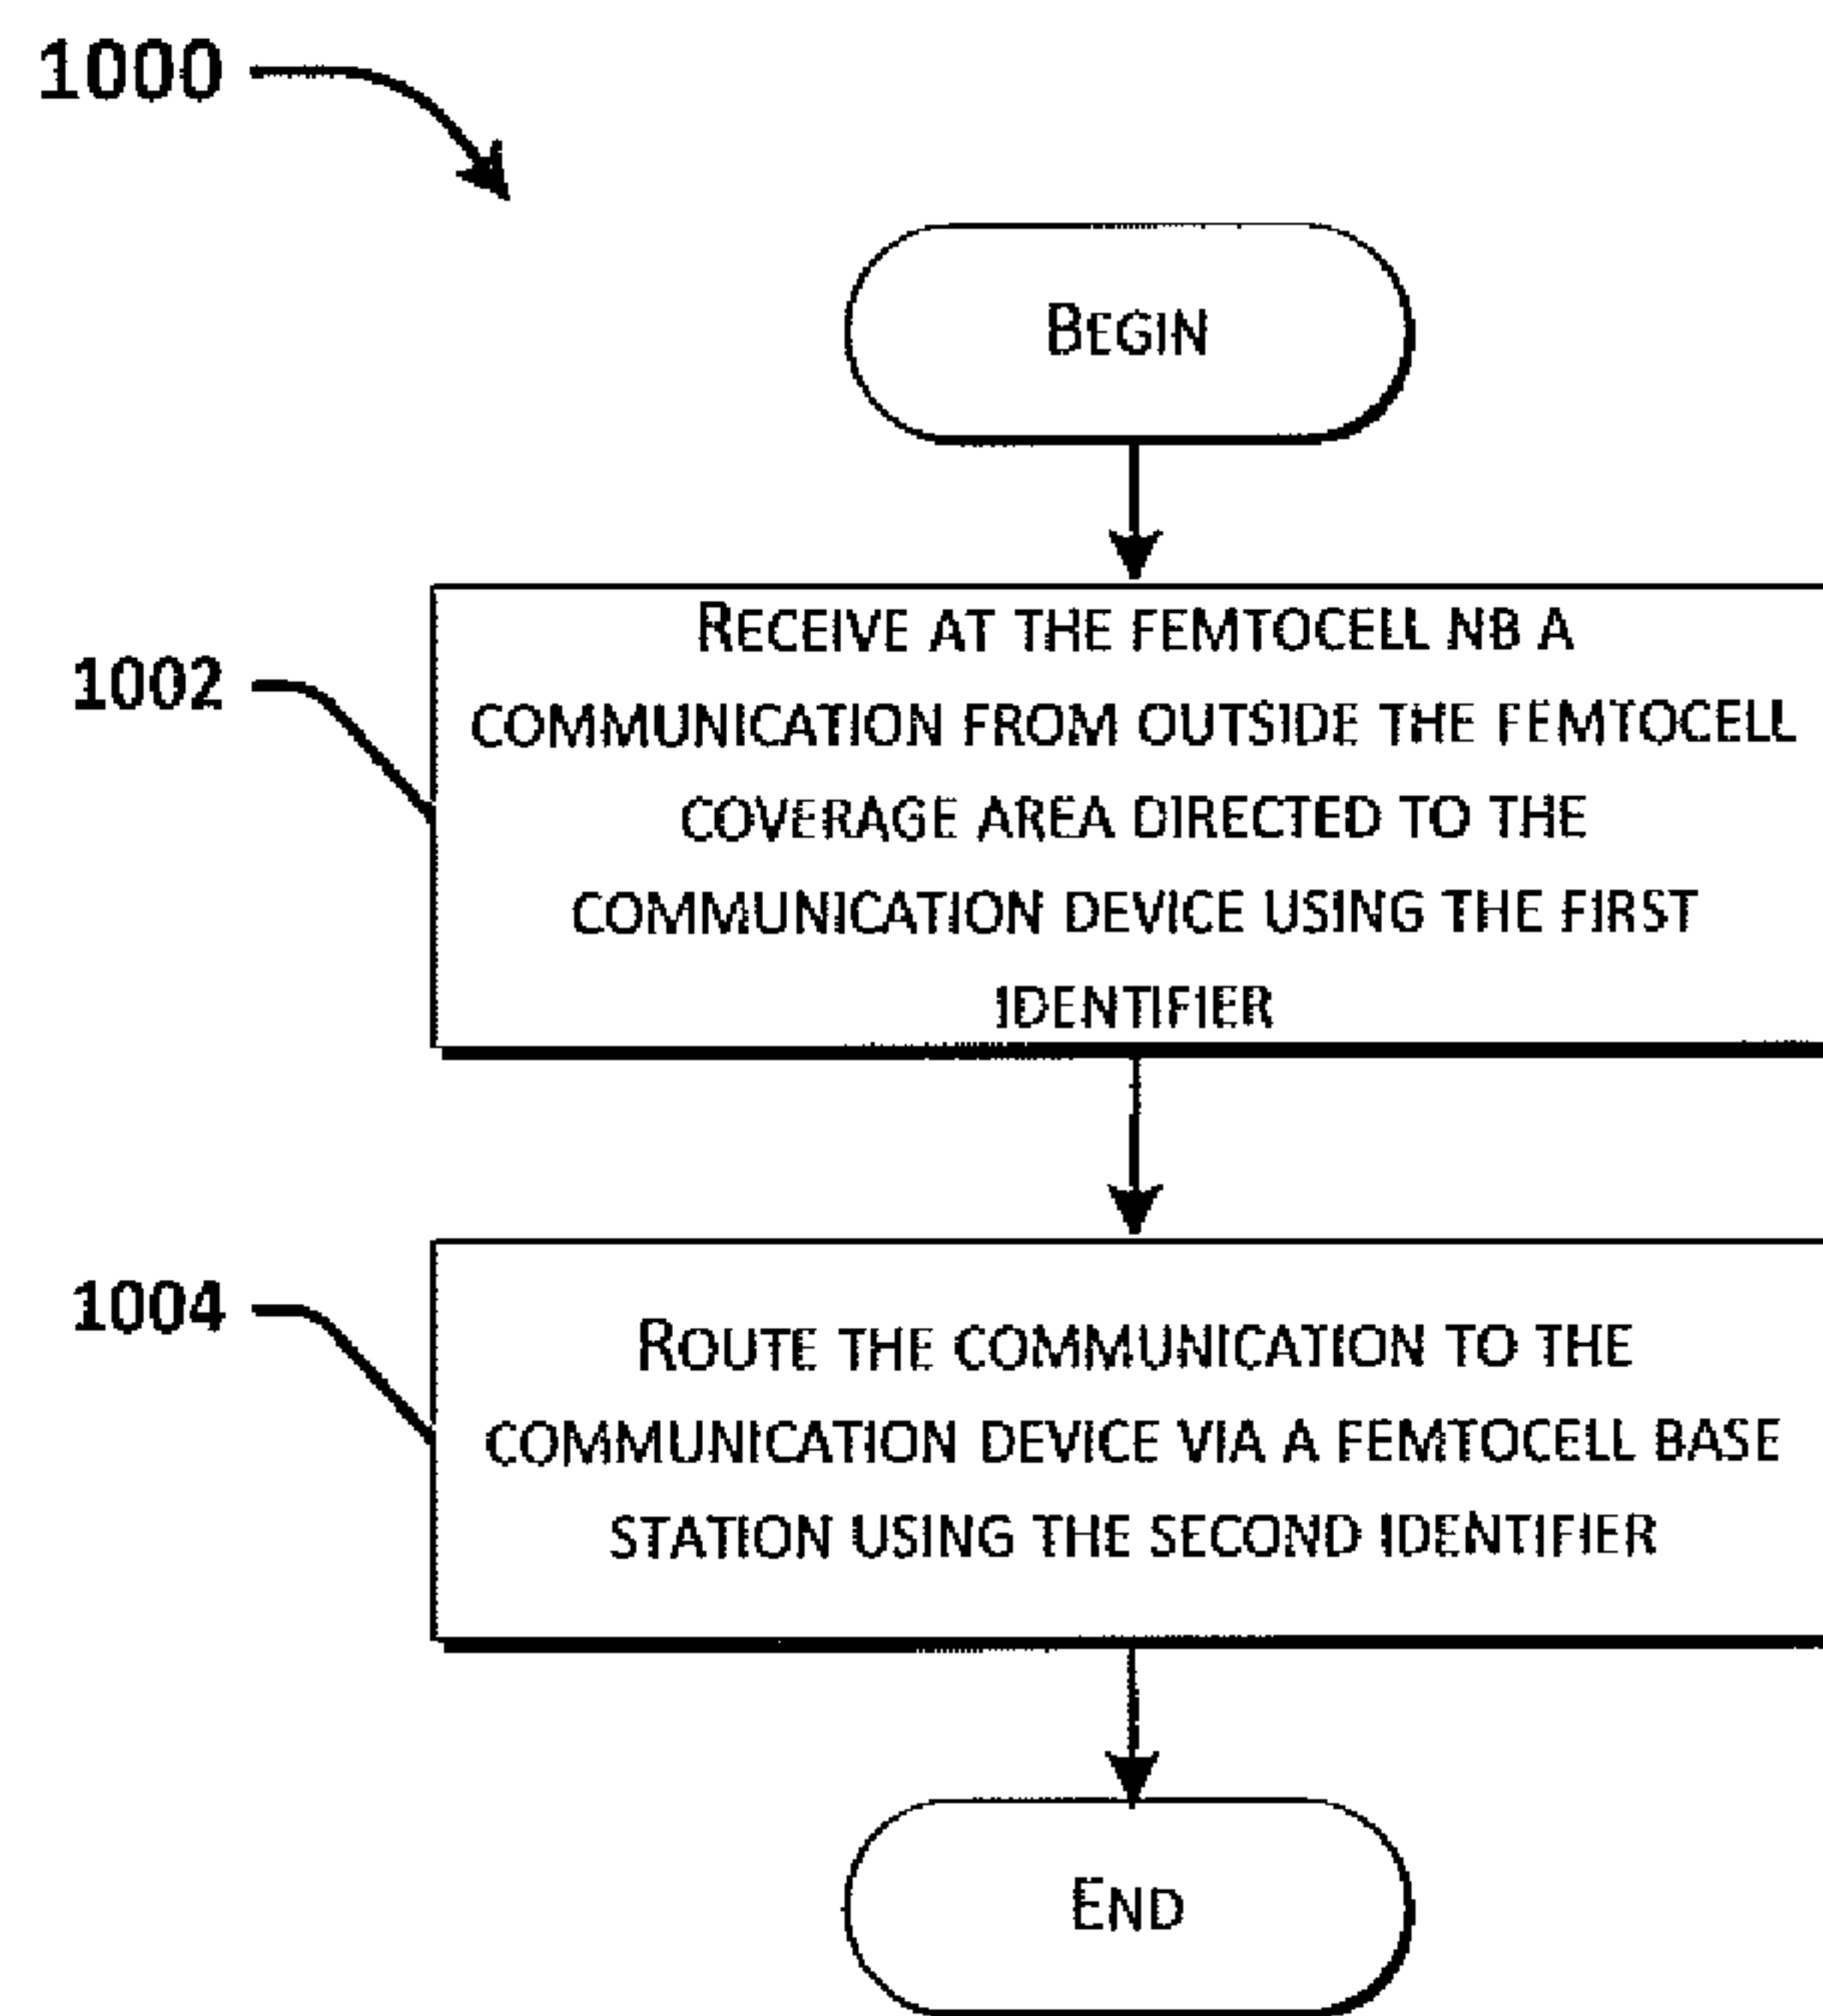 1000
BEGIN
1002
RECEIVE AT THE FEMTOCELL NB A
COMMUNICATION FROM OUTSIDE THE FEMTOCELL
COVERAGE AREA DIRECTED TO THE
COMMUNICATION DEVICE USING THE FIRST
IDENTIFIER
1004
ROUTE THE COMMUNICATION TO THE
COMMUNICATION DEVICE VIA A FEMTOCELL BASE
STATION USING THE SECOND IDENTIFIER
END